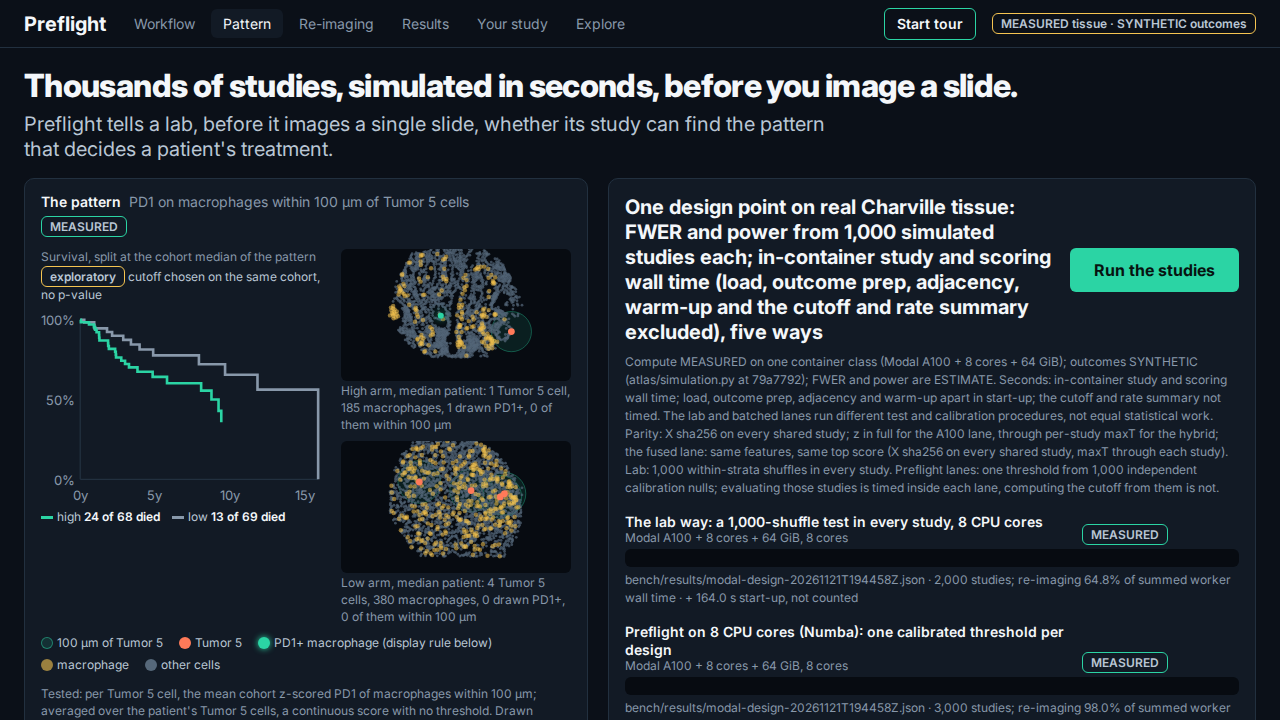 Preflight Workflow Pattern Re-imaging Results Your study Explore Start tour MEASURED tissue · SYNTHETIC outcomes
Thousands of studies, simulated in seconds, before you image a slide.
Preflight tells a lab, before it images a single slide, whether its study can find the pattern
that decides a patient's treatment.
The pattern PD1 on macrophages within 100 µm of Tumor 5 cells
MEASURED
Survival, split at the cohort median of the pattern
exploratory cutoff chosen on the same cohort,
no p-value
100%
50%
0%
0y 5y 10y 15y
high 24 of 68 died low 13 of 69 died
High arm, median patient: 1 Tumor 5 cell,
185 macrophages, 1 drawn PD1+, 0 of
them within 100 µm
Low arm, median patient: 4 Tumor 5
cells, 380 macrophages, 0 drawn PD1+,
0 of them within 100 µm
100 µm of Tumor 5 Tumor 5 PD1+ macrophage (display rule below)
macrophage other cells
Tested: per Tumor 5 cell, the mean cohort z-scored PD1 of macrophages within 100 µm;
averaged over the patient's Tumor 5 cells, a continuous score with no threshold. Drawn
One design point on real Charville tissue:
FWER and power from 1,000 simulated
studies each; in-container study and scoring
wall time (load, outcome prep, adjacency,
warm-up and the cutoff and rate summary
excluded), five ways
Run the studies
Compute MEASURED on one container class (Modal A100 + 8 cores + 64 GiB); outcomes SYNTHETIC
(atlas/simulation.py at 79a7792); FWER and power are ESTIMATE. Seconds: in-container study and scoring
wall time; load, outcome prep, adjacency and warm-up apart in start-up; the cutoff and rate summary not
timed. The lab and batched lanes run different test and calibration procedures, not equal statistical work.
Parity: X sha256 on every shared study; z in full for the A100 lane, through per-study maxT for the hybrid;
the fused lane: same features, same top score (X sha256 on every shared study, maxT through each study).
Lab: 1,000 within-strata shuffles in every study. Preflight lanes: one threshold from 1,000 independent
calibration nulls; evaluating those studies is timed inside each lane, computing the cutoff from them is not.
The lab way: a 1,000-shuffle test in every study, 8 CPU cores
Modal A100 + 8 cores + 64 GiB, 8 cores
MEASURED
bench/results/modal-design-20261121T194458Z.json · 2,000 studies; re-imaging 64.8% of summed worker
wall time · + 164.0 s start-up, not counted
Preflight on 8 CPU cores (Numba): one calibrated threshold per
design
Modal A100 + 8 cores + 64 GiB, 8 cores
MEASURED
bench/results/modal-design-20261121T194458Z.json · 3,000 studies; re-imaging 98.0% of summed worker